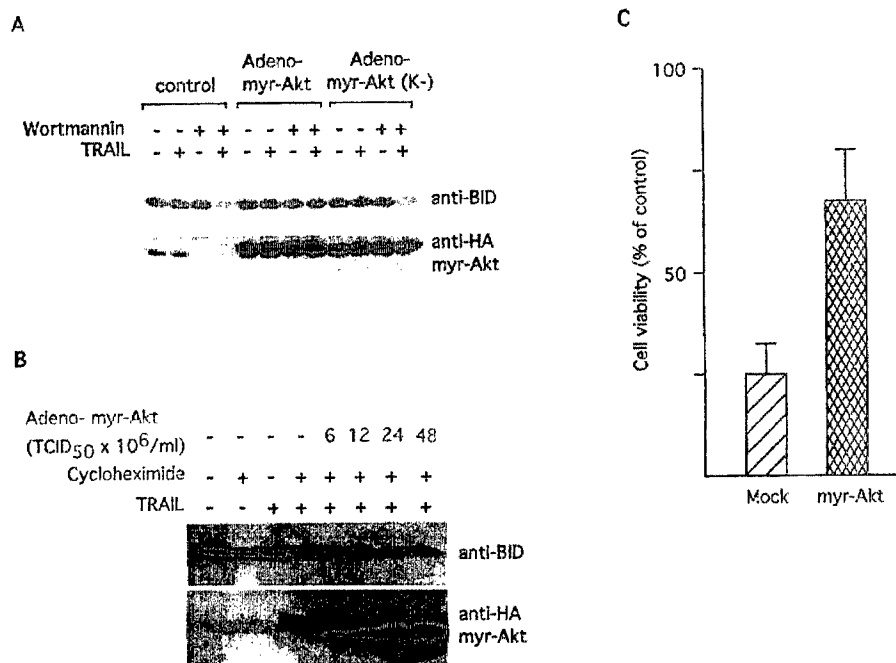 A
control
Adeno-
myr-Akt
Adeno-
myr-Akt (K-)
Wortmannin - - + + - - + + - - + +
TRAIL - + - + - + - + - + - +
anti-BID
anti-HA
myr-Akt
B
Adeno- myr-Akt
(TCID50 x 10^6/ml) - - - - 6 12 24 48
Cycloheximide - + - + + + + +
TRAIL - - + + + + + +
anti-BID
anti-HA
myr-Akt
C
Cell viability (% of control)
100
50
Mock myr-Akt